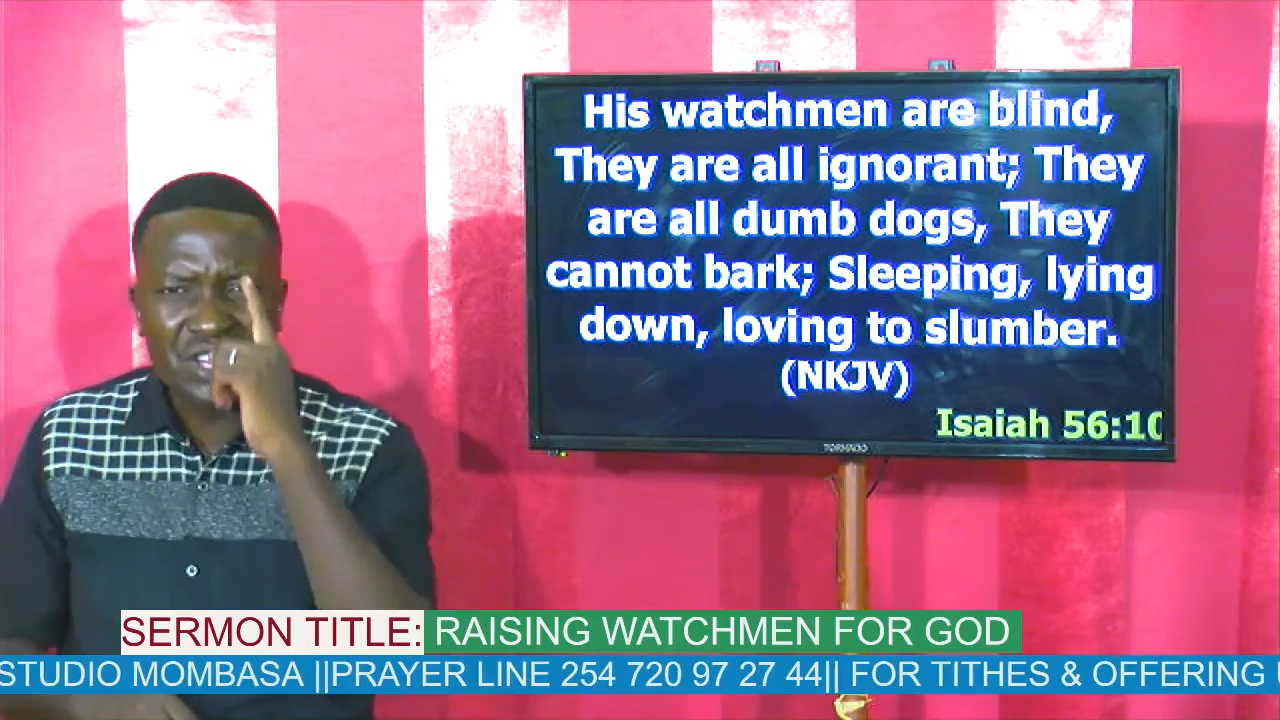 His watchmen are blind,
They are all ignorant; They
are all dumb dogs, They
cannot bark; Sleeping, lying
down, loving to slumber.
(NKJV)
Isaiah 56:10
TORNADO
SERMON TITLE: RAISING WATCHMEN FOR GOD
STUDIO MOMBASA ||PRAYER LINE 254 720 97 27 44|| FOR TITHES & OFFERING